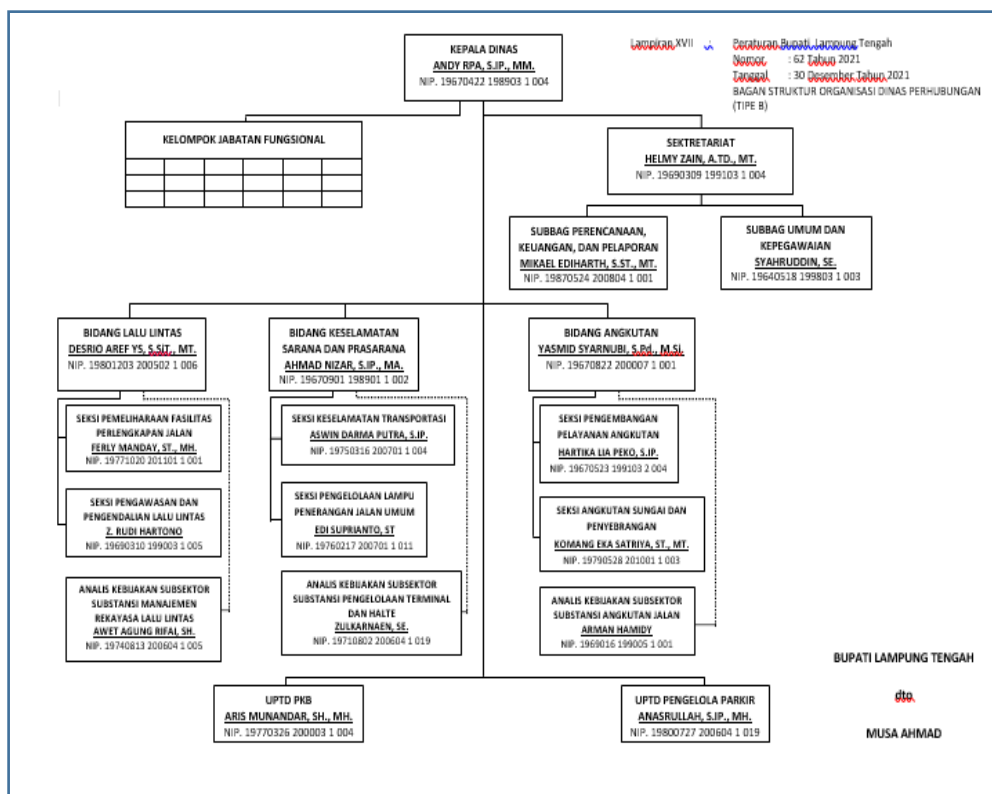 Lampiran XVII : Peraturan Bupati Lampung Tengah
Nomor : 62 Tahun 2021
Tanggal : 30 Desember Tahun 2021
BAGAN STRUKTUR ORGANISASI DINAS PERHUBUNGAN
(TIPE B)
KEPALA DINAS
ANDY RPA, S.IP., MM.
NIP. 19670422 198903 1 004
KELOMPOK JABATAN FUNGSIONAL
SEKTRETARIAT
HELMY ZAIN, A.TD., MT.
NIP. 19690309 199103 1 004
SUBBAG PERENCANAAN,
KEUANGAN, DAN PELAPORAN
MIKAEL EDIHARTH, S.ST., MT.
NIP. 19870524 200804 1 001
SUBBAG UMUM DAN
KEPEGAWAIAN
SYAHRUDDIN, SE.
NIP. 19640518 199803 1 003
BIDANG LALU LINTAS
DESRIO AREF YS, S.SiT., MT.
NIP. 19801203 200502 1 006
BIDANG KESELAMATAN
SARANA DAN PRASARANA
AHMAD NIZAR, S.IP., MA.
NIP. 19670901 198901 1 002
BIDANG ANGKUTAN
YASMID SYARNUBI, S.Pd., M.Si.
NIP. 19670822 200007 1 001
SEKSI PEMELIHARAAN FASILITAS
PERLENGKAPAN JALAN
FERLY MANDAY, ST., MH.
NIP. 19771020 201101 1 001
SEKSI KESELAMATAN TRANSPORTASI
ASWIN DARMA PUTRA, S.IP.
NIP. 19750316 200701 1 004
SEKSI PENGEMBANGAN
PELAYANAN ANGKUTAN
HARTIKA LIA PEKO, S.IP.
NIP. 19670523 199103 2 004
SEKSI PENGAWASAN DAN
PENGENDALIAN LALU LINTAS
Z. RUDI HARTONO
NIP. 19690310 199003 1 005
SEKSI PENGELOLAAN LAMPU
PENERANGAN JALAN UMUM
EDI SUPRIANTO, ST
NIP. 19760217 200701 1 011
SEKSI ANGKUTAN SUNGAI DAN
PENYEBRANGAN
KOMANG EKA SATRIYA, ST., MT.
NIP. 19790528 201001 1 003
ANALIS KEBIJAKAN SUBSEKTOR
SUBSTANSI MANAJEMEN
REKAYASA LALU LINTAS
AWET AGUNG RIFAI, SH.
NIP. 19740813 200604 1 005
ANALIS KEBIJAKAN SUBSEKTOR
SUBSTANSI PENGELOLAAN TERMINAL
DAN HALTE
ZULKARNAEN, SE.
NIP. 19710802 200604 1 019
ANALIS KEBIJAKAN SUBSEKTOR
SUBSTANSI ANGKUTAN JALAN
ARMAN HAMIDY
NIP. 1969016 199005 1 001
UPTD PKB
ARIS MUNANDAR, SH., MH.
NIP. 19770326 200003 1 004
UPTD PENGELOLA PARKIR
ANASRULLAH, S.IP., MH.
NIP. 19800727 200604 1 019
BUPATI LAMPUNG TENGAH
dto
MUSA AHMAD